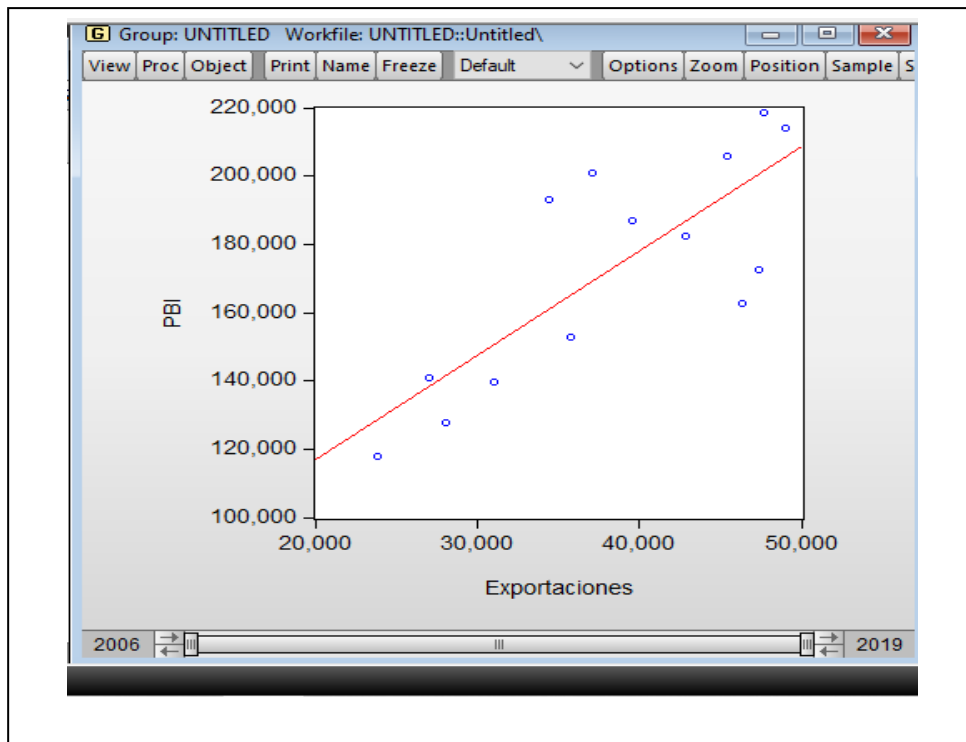 G Group: UNTITLED Workfile: UNTITLED::Untitled\
View Proc Object Print Name Freeze Default Options Zoom Position Sample S
220,000
200,000
180,000
160,000
140,000
120,000
100,000
PBI
20,000 30,000 40,000 50,000
Exportaciones
2006 2019